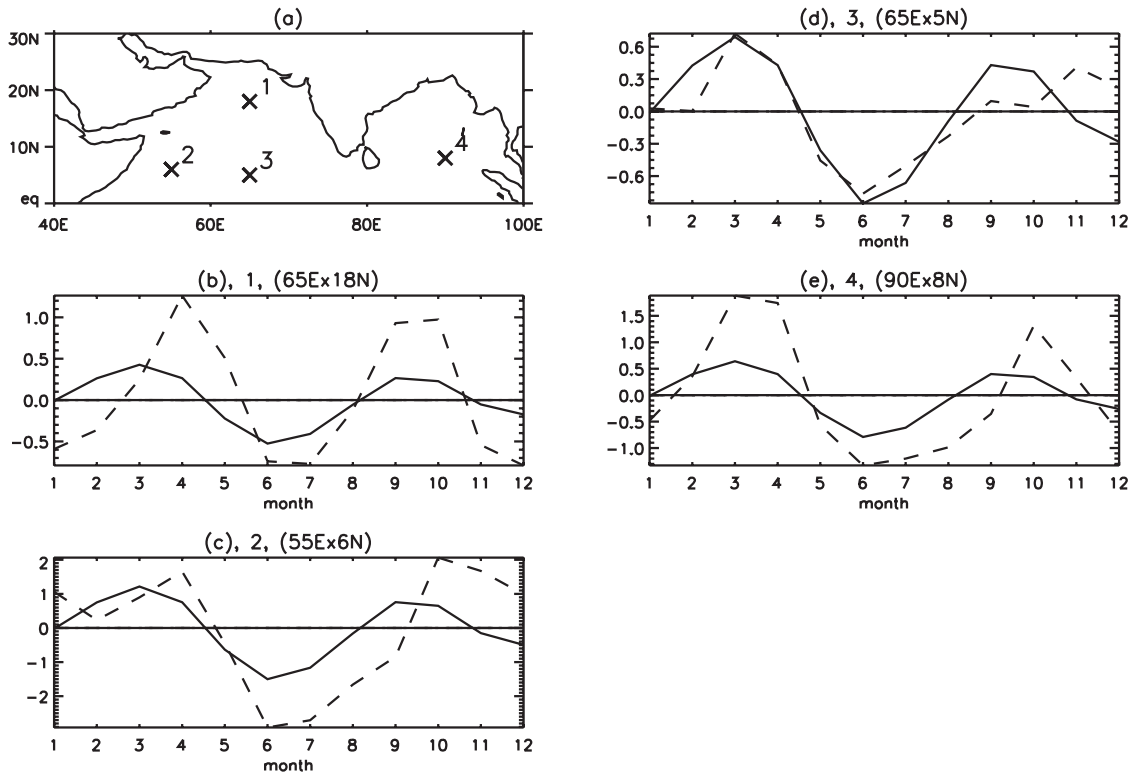 (a)
30N
20N
10N
eq
40E 60E 80E 100E
1
2
3
4
(b), 1, (65Ex18N)
1.0
0.5
0.0
−0.5
1 2 3 4 5 6 7 8 9 10 11 12
month
(c), 2, (55Ex6N)
2
1
0
−1
−2
1 2 3 4 5 6 7 8 9 10 11 12
month
(d), 3, (65Ex5N)
0.6
0.3
0.0
−0.3
−0.6
1 2 3 4 5 6 7 8 9 10 11 12
month
(e), 4, (90Ex8N)
1.5
1.0
0.5
0.0
−0.5
−1.0
1 2 3 4 5 6 7 8 9 10 11 12
month